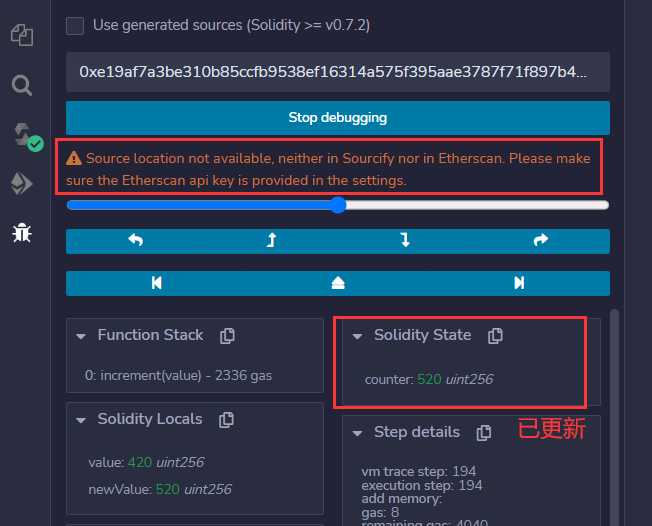 Use generated sources (Solidity >= v0.7.2)
0xe19af7a3be310b85ccfb9538ef16314a575f395aae3787f71f897b4...
Stop debugging
Source location not available, neither in Sourcify nor in Etherscan. Please make
sure the Etherscan api key is provided in the settings.
Function Stack
0: increment(value) - 2336 gas
Solidity Locals
value: 420 uint256
newValue: 520 uint256
Solidity State
counter: 520 uint256
已更新
Step details
vm trace step: 194
execution step: 194
add memory:
gas: 8
remaining gas: 4040